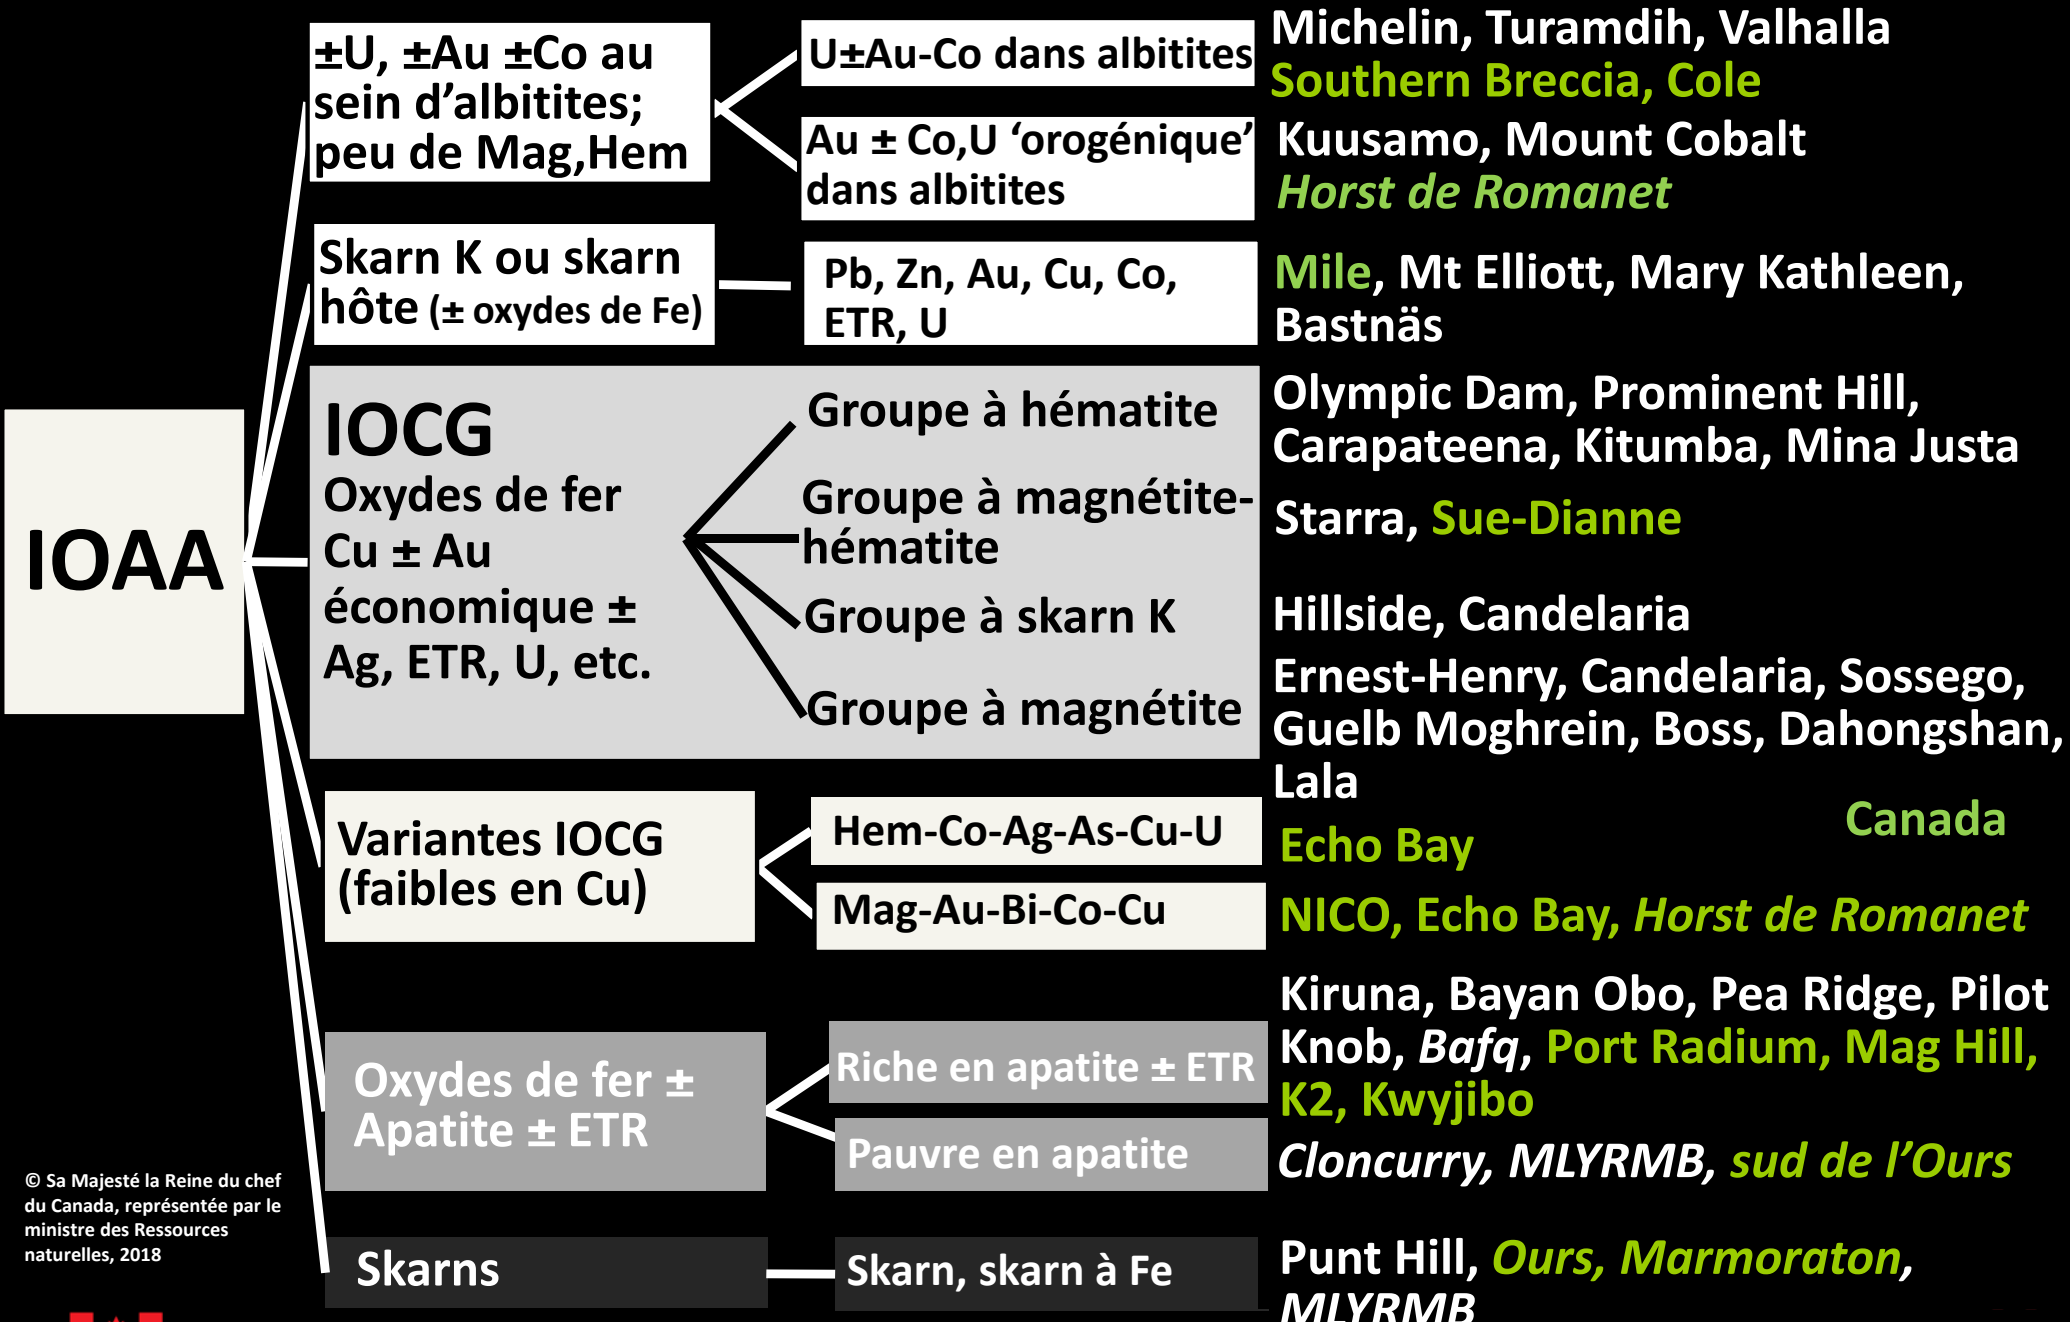 ±U, ±Au ±Co au
sein d’albitites;
peu de Mag,Hem
U±Au-Co dans albitites
Michelin, Turamdih, Valhalla
Southern Breccia, Cole
Au ± Co,U ‘orogénique’
dans albitites
Kuusamo, Mount Cobalt
Horst de Romanet
Skarn K ou skarn
hôte (± oxydes de Fe)
Pb, Zn, Au, Cu, Co,
ETR, U
Mile, Mt Elliott, Mary Kathleen,
Bastnäs
IOAA
IOCG
Oxydes de fer
Cu ± Au
économique ±
Ag, ETR, U, etc.
Groupe à hématite
Olympic Dam, Prominent Hill,
Carapateena, Kitumba, Mina Justa
Groupe à magnétite-
hématite
Starra, Sue-Dianne
Groupe à skarn K
Hillside, Candelaria
Groupe à magnétite
Ernest-Henry, Candelaria, Sossego,
Guelb Moghrein, Boss, Dahongshan,
Lala
Canada
Variantes IOCG
(faibles en Cu)
Hem-Co-Ag-As-Cu-U
Echo Bay
Mag-Au-Bi-Co-Cu
NICO, Echo Bay, Horst de Romanet
Oxydes de fer ±
Apatite ± ETR
Riche en apatite ± ETR
Kiruna, Bayan Obo, Pea Ridge, Pilot
Knob, Bafq, Port Radium, Mag Hill,
K2, Kwyjibo
Pauvre en apatite
Cloncurry, MLYRMB, sud de l’Ours
Skarns
Skarn, skarn à Fe
Punt Hill, Ours, Marmoraton,
MLYRMB
© Sa Majesté la Reine du chef
du Canada, représentée par le
ministre des Ressources
naturelles, 2018